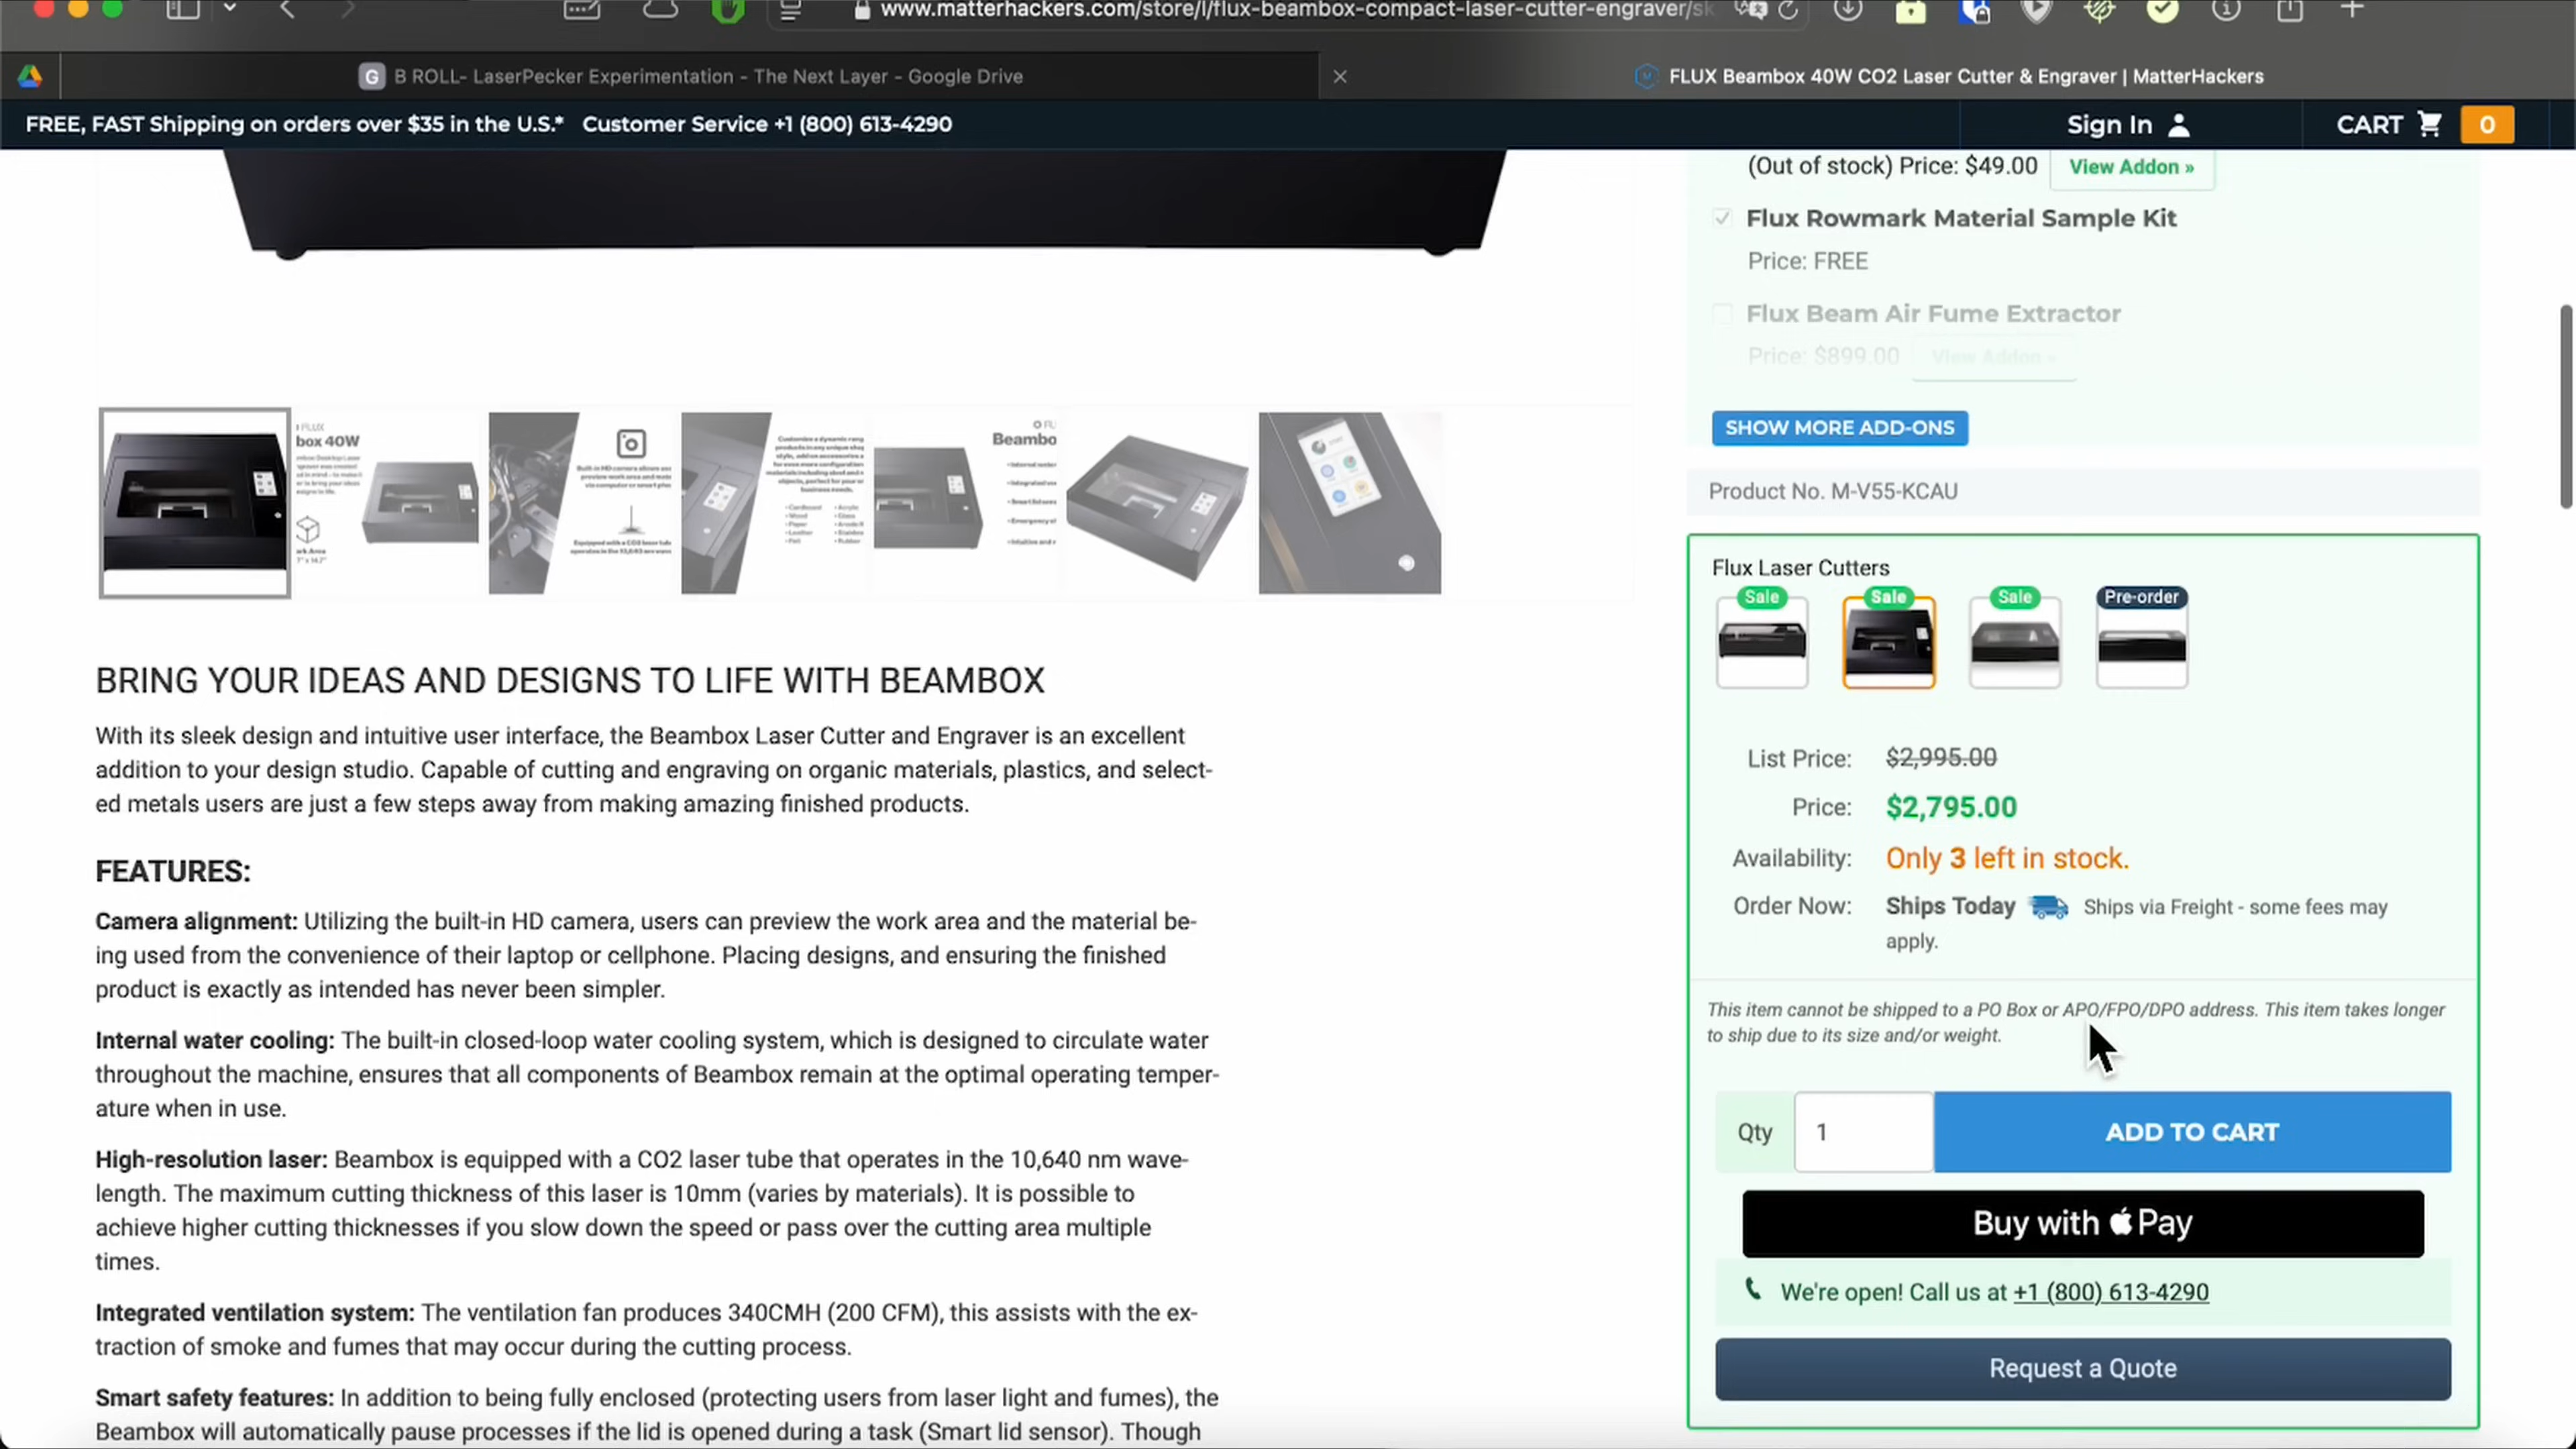 www.matterhackers.com/store/l/flux-beambox-compact-laser-cutter-engraver/sk
B ROLL- LaserPecker Experimentation - The Next Layer - Google Drive
FLUX Beambox 40W CO2 Laser Cutter & Engraver | MatterHackers
FREE, FAST Shipping on orders over $35 in the U.S.* Customer Service +1 (800) 613-4290
Sign In
CART 0
(Out of stock) Price: $49.00 View Addon »
Flux Rowmark Material Sample Kit
Price: FREE
Flux Beam Air Fume Extractor
Price: $899.00 View Addon »
SHOW MORE ADD-ONS
Product No. M-V55-KCAU
FLUX
box 40W
Beambo
Flux Laser Cutters
Sale
Sale
Sale
Pre-order
List Price: $2,995.00
Price: $2,795.00
Availability: Only 3 left in stock.
Order Now: Ships Today Ships via Freight - some fees may
apply.
This item cannot be shipped to a PO Box or APO/FPO/DPO address. This item takes longer
to ship due to its size and/or weight.
Qty 1 ADD TO CART
Buy with Pay
We're open! Call us at +1 (800) 613-4290
Request a Quote
BRING YOUR IDEAS AND DESIGNS TO LIFE WITH BEAMBOX
With its sleek design and intuitive user interface, the Beambox Laser Cutter and Engraver is an excellent
addition to your design studio. Capable of cutting and engraving on organic materials, plastics, and select-
ed metals users are just a few steps away from making amazing finished products.
FEATURES:
Camera alignment: Utilizing the built-in HD camera, users can preview the work area and the material be-
ing used from the convenience of their laptop or cellphone. Placing designs, and ensuring the finished
product is exactly as intended has never been simpler.
Internal water cooling: The built-in closed-loop water cooling system, which is designed to circulate water
throughout the machine, ensures that all components of Beambox remain at the optimal operating temper-
ature when in use.
High-resolution laser: Beambox is equipped with a CO2 laser tube that operates in the 10,640 nm wave-
length. The maximum cutting thickness of this laser is 10mm (varies by materials). It is possible to
achieve higher cutting thicknesses if you slow down the speed or pass over the cutting area multiple
times.
Integrated ventilation system: The ventilation fan produces 340CMH (200 CFM), this assists with the ex-
traction of smoke and fumes that may occur during the cutting process.
Smart safety features: In addition to being fully enclosed (protecting users from laser light and fumes), the
Beambox will automatically pause processes if the lid is opened during a task (Smart lid sensor). Though